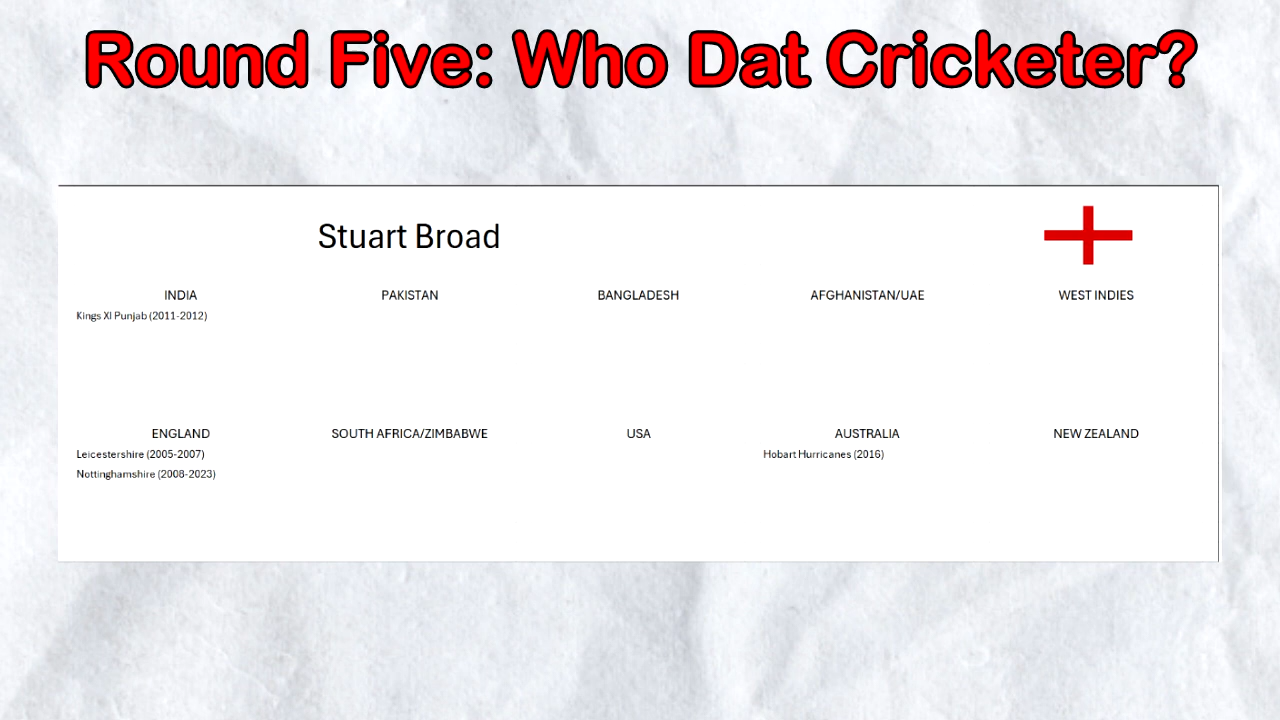 Round Five: Who Dat Cricketer?
Stuart Broad
INDIA PAKISTAN BANGLADESH AFGHANISTAN/UAE WEST INDIES
Kings XI Punjab (2011-2012)
ENGLAND SOUTH AFRICA/ZIMBABWE USA AUSTRALIA NEW ZEALAND
Leicestershire (2005-2007) Hobart Hurricanes (2016)
Nottinghamshire (2008-2023)